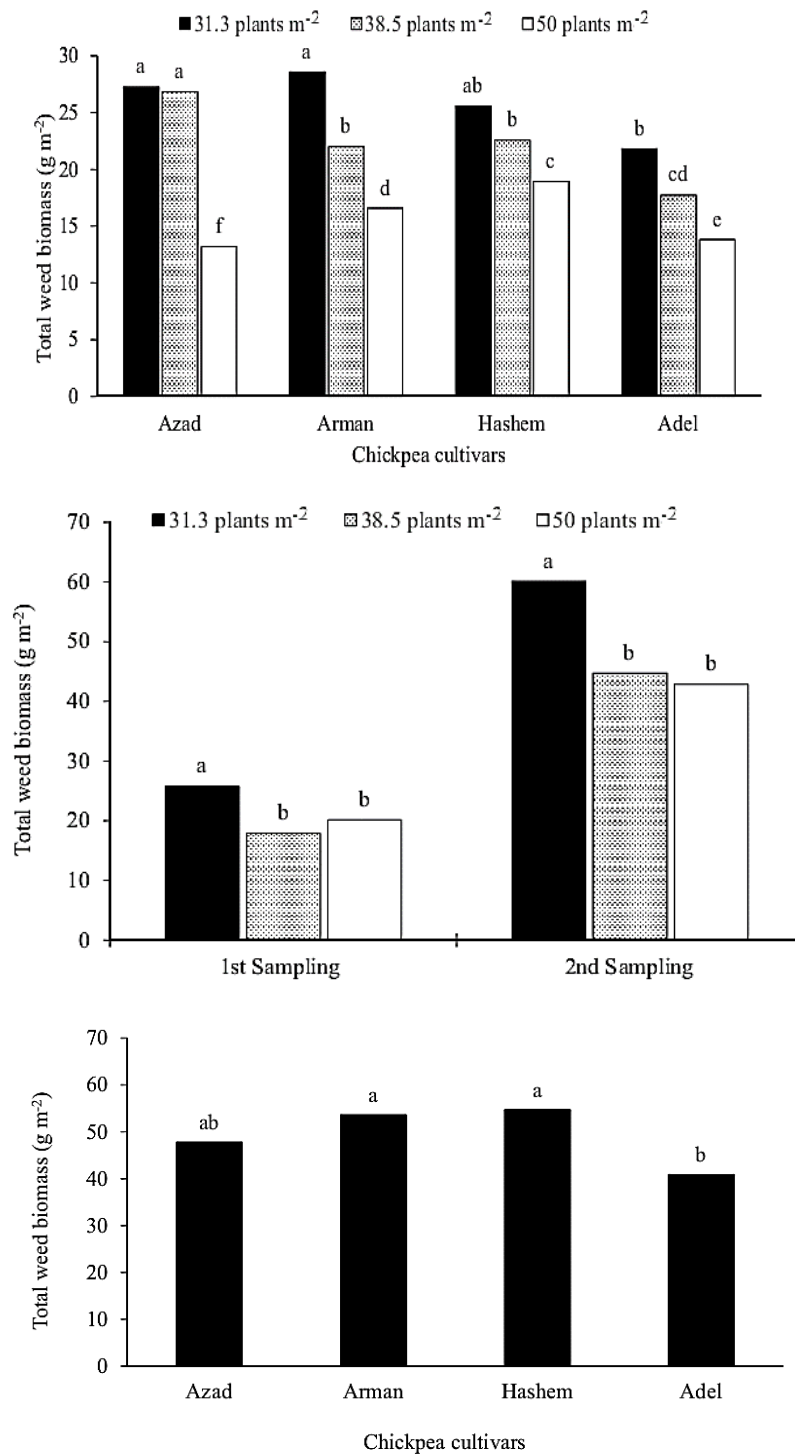 31.3 plants m-2 38.5 plants m-2 50 plants m-2
30
25
20
15
10
5
0
Total weed biomass (g m-2)
a a f
a b d
ab b c
b cd e
Azad Arman Hashem Adel
Chickpea cultivars
31.3 plants m-2 38.5 plants m-2 50 plants m-2
70
60
50
40
30
20
10
0
Total weed biomass (g m-2)
a b b
a b b
1st Sampling 2nd Sampling
70
60
50
40
30
20
10
0
Total weed biomass (g m-2)
ab a a b
Azad Arman Hashem Adel
Chickpea cultivars